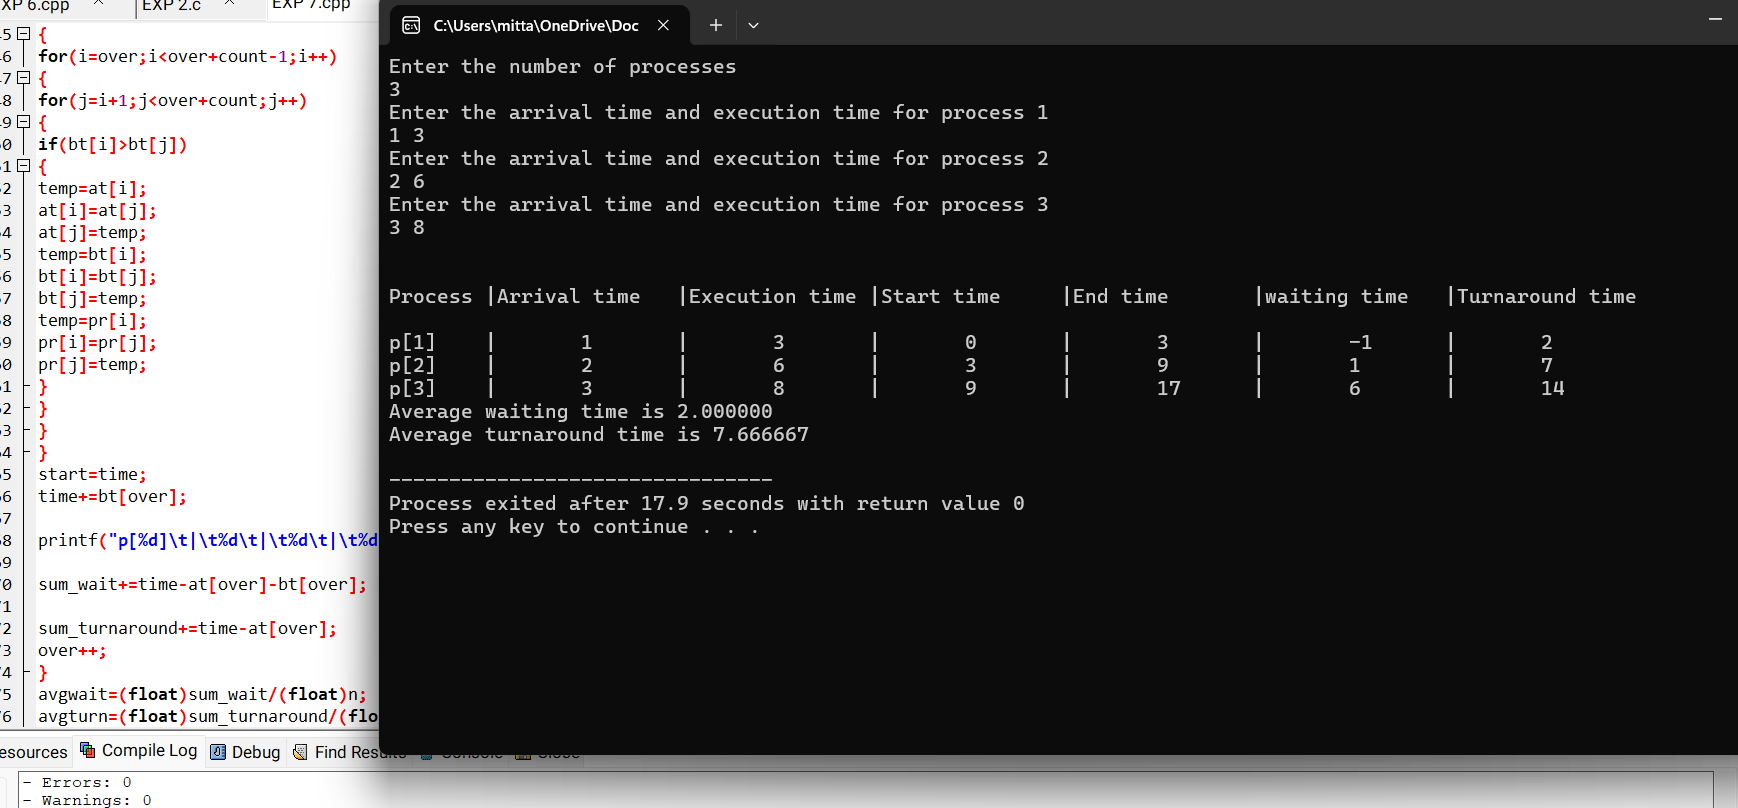 XP 6.cpp EXP 2.c EXP 7.cpp
5 {
6 for(i=over;i<over+count-1;i++)
7 {
8 for(j=i+1;j<over+count;j++)
9 {
0 if(bt[i]>bt[j])
1 {
2 temp=at[i];
3 at[i]=at[j];
4 at[j]=temp;
5 temp=bt[i];
6 bt[i]=bt[j];
7 bt[j]=temp;
8 temp=pr[i];
9 pr[i]=pr[j];
0 pr[j]=temp;
1 }
2 }
3 }
4 }
5 start=time;
6 time+=bt[over];
7
8 printf("p[%d]\t|\t%d\t|\t%d\t|\t%d
9
0 sum_wait+=time-at[over]-bt[over];
1
2 sum_turnaround+=time-at[over];
3 over++;
4 }
5 avgwait=(float)sum_wait/(float)n;
6 avgturn=(float)sum_turnaround/(flo
esources Compile Log Debug Find Results Console Close
- Errors: 0
- Warnings: 0
C:\Users\mitta\OneDrive\Doc
Enter the number of processes
3
Enter the arrival time and execution time for process 1
1 3
Enter the arrival time and execution time for process 2
2 6
Enter the arrival time and execution time for process 3
3 8
Process |Arrival time |Execution time |Start time |End time |waiting time |Turnaround time
p[1] | 1 | 3 | 0 | 3 | -1 | 2
p[2] | 2 | 6 | 3 | 9 | 1 | 7
p[3] | 3 | 8 | 9 | 17 | 6 | 14
Average waiting time is 2.000000
Average turnaround time is 7.666667
--------------------------------
Process exited after 17.9 seconds with return value 0
Press any key to continue . . .